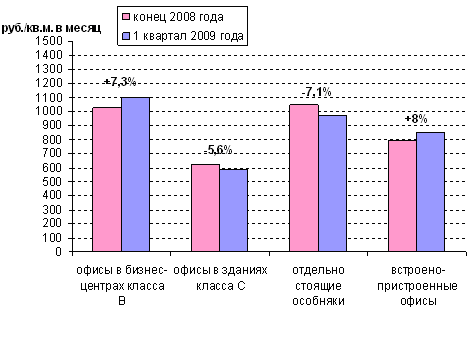 конец 2008 года
1 квартал 2009 года
руб./кв.м. в месяц
1500
1400
1300
1200
1100
1000
900
800
700
600
500
400
300
200
100
0
+7,3%
-5,6%
-7,1%
+8%
офисы в бизнес-
центрах класса
В
офисы в зданиях
класса С
отдельно
стоящие
особняки
встроено-
пристроенные
офисы